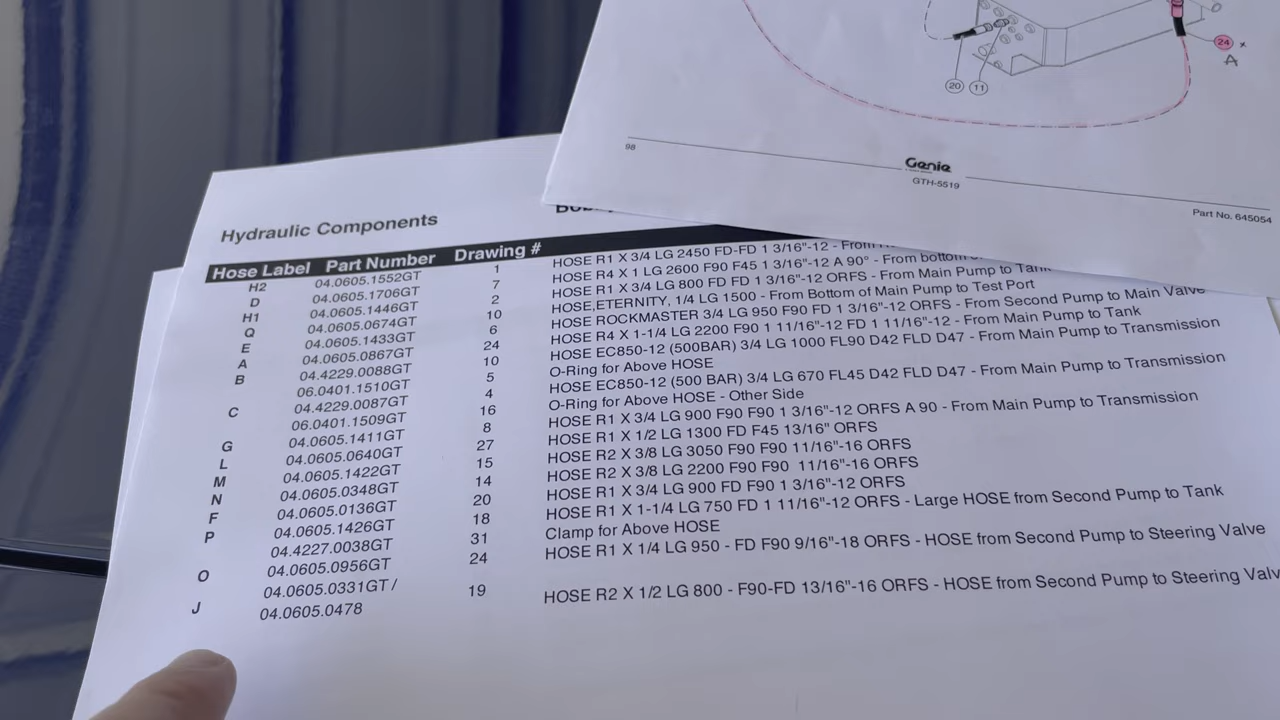 20 11
24 x
A
98
Genie
GTH-5519
Part No. 645054
Hydraulic Components
Hose Label Part Number Drawing #
H2 04.0605.1552GT 1 HOSE R1 X 3/4 LG 2450 FD-FD 1 3/16"-12 - From
D 04.0605.1706GT 7 HOSE R4 X 1 LG 2600 F90 F45 1 3/16"-12 A 90° - From bottom
H1 04.0605.1446GT 2 HOSE R1 X 3/4 LG 800 FD FD 1 3/16"-12 ORFS - From Main Pump to Tank
Q 04.0605.0674GT 10 HOSE,ETERNITY, 1/4 LG 1500 - From Bottom of Main Pump to Test Port
E 04.0605.1433GT 6 HOSE ROCKMASTER 3/4 LG 950 F90 FD 1 3/16"-12 ORFS - From Second Pump to Main Valve
A 04.0605.0867GT 24 HOSE R4 X 1-1/4 LG 2200 F90 1 11/16"-12 FD 1 11/16"-12 - From Main Pump to Tank
B 04.4229.0088GT 10 HOSE EC850-12 (500BAR) 3/4 LG 1000 FL90 D42 FLD D47 - From Main Pump to Transmission
06.0401.1510GT 5 O-Ring for Above HOSE
C 04.4229.0087GT 4 HOSE EC850-12 (500 BAR) 3/4 LG 670 FL45 D42 FLD D47 - From Main Pump to Transmission
06.0401.1509GT 16 O-Ring for Above HOSE - Other Side
G 04.0605.1411GT 8 HOSE R1 X 3/4 LG 900 F90 F90 1 3/16"-12 ORFS A 90 - From Main Pump to Transmission
L 04.0605.0640GT 27 HOSE R1 X 1/2 LG 1300 FD F45 13/16" ORFS
M 04.0605.1422GT 15 HOSE R2 X 3/8 LG 3050 F90 F90 11/16"-16 ORFS
N 04.0605.0348GT 14 HOSE R2 X 3/8 LG 2200 F90 F90 11/16"-16 ORFS
F 04.0605.0136GT 20 HOSE R1 X 3/4 LG 900 FD F90 1 3/16"-12 ORFS
P 04.0605.1426GT 18 HOSE R1 X 1-1/4 LG 750 FD 1 11/16"-12 ORFS - Large HOSE from Second Pump to Tank
04.4227.0038GT 31 Clamp for Above HOSE
O 04.0605.0956GT 24 HOSE R1 X 1/4 LG 950 - FD F90 9/16"-18 ORFS - HOSE from Second Pump to Steering Valve
J 04.0605.0331GT / 19 HOSE R2 X 1/2 LG 800 - F90-FD 13/16"-16 ORFS - HOSE from Second Pump to Steering Valv
04.0605.0478